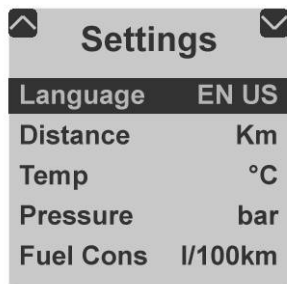 Settings
Language EN US
Distance Km
Temp °C
Pressure bar
Fuel Cons l/100km